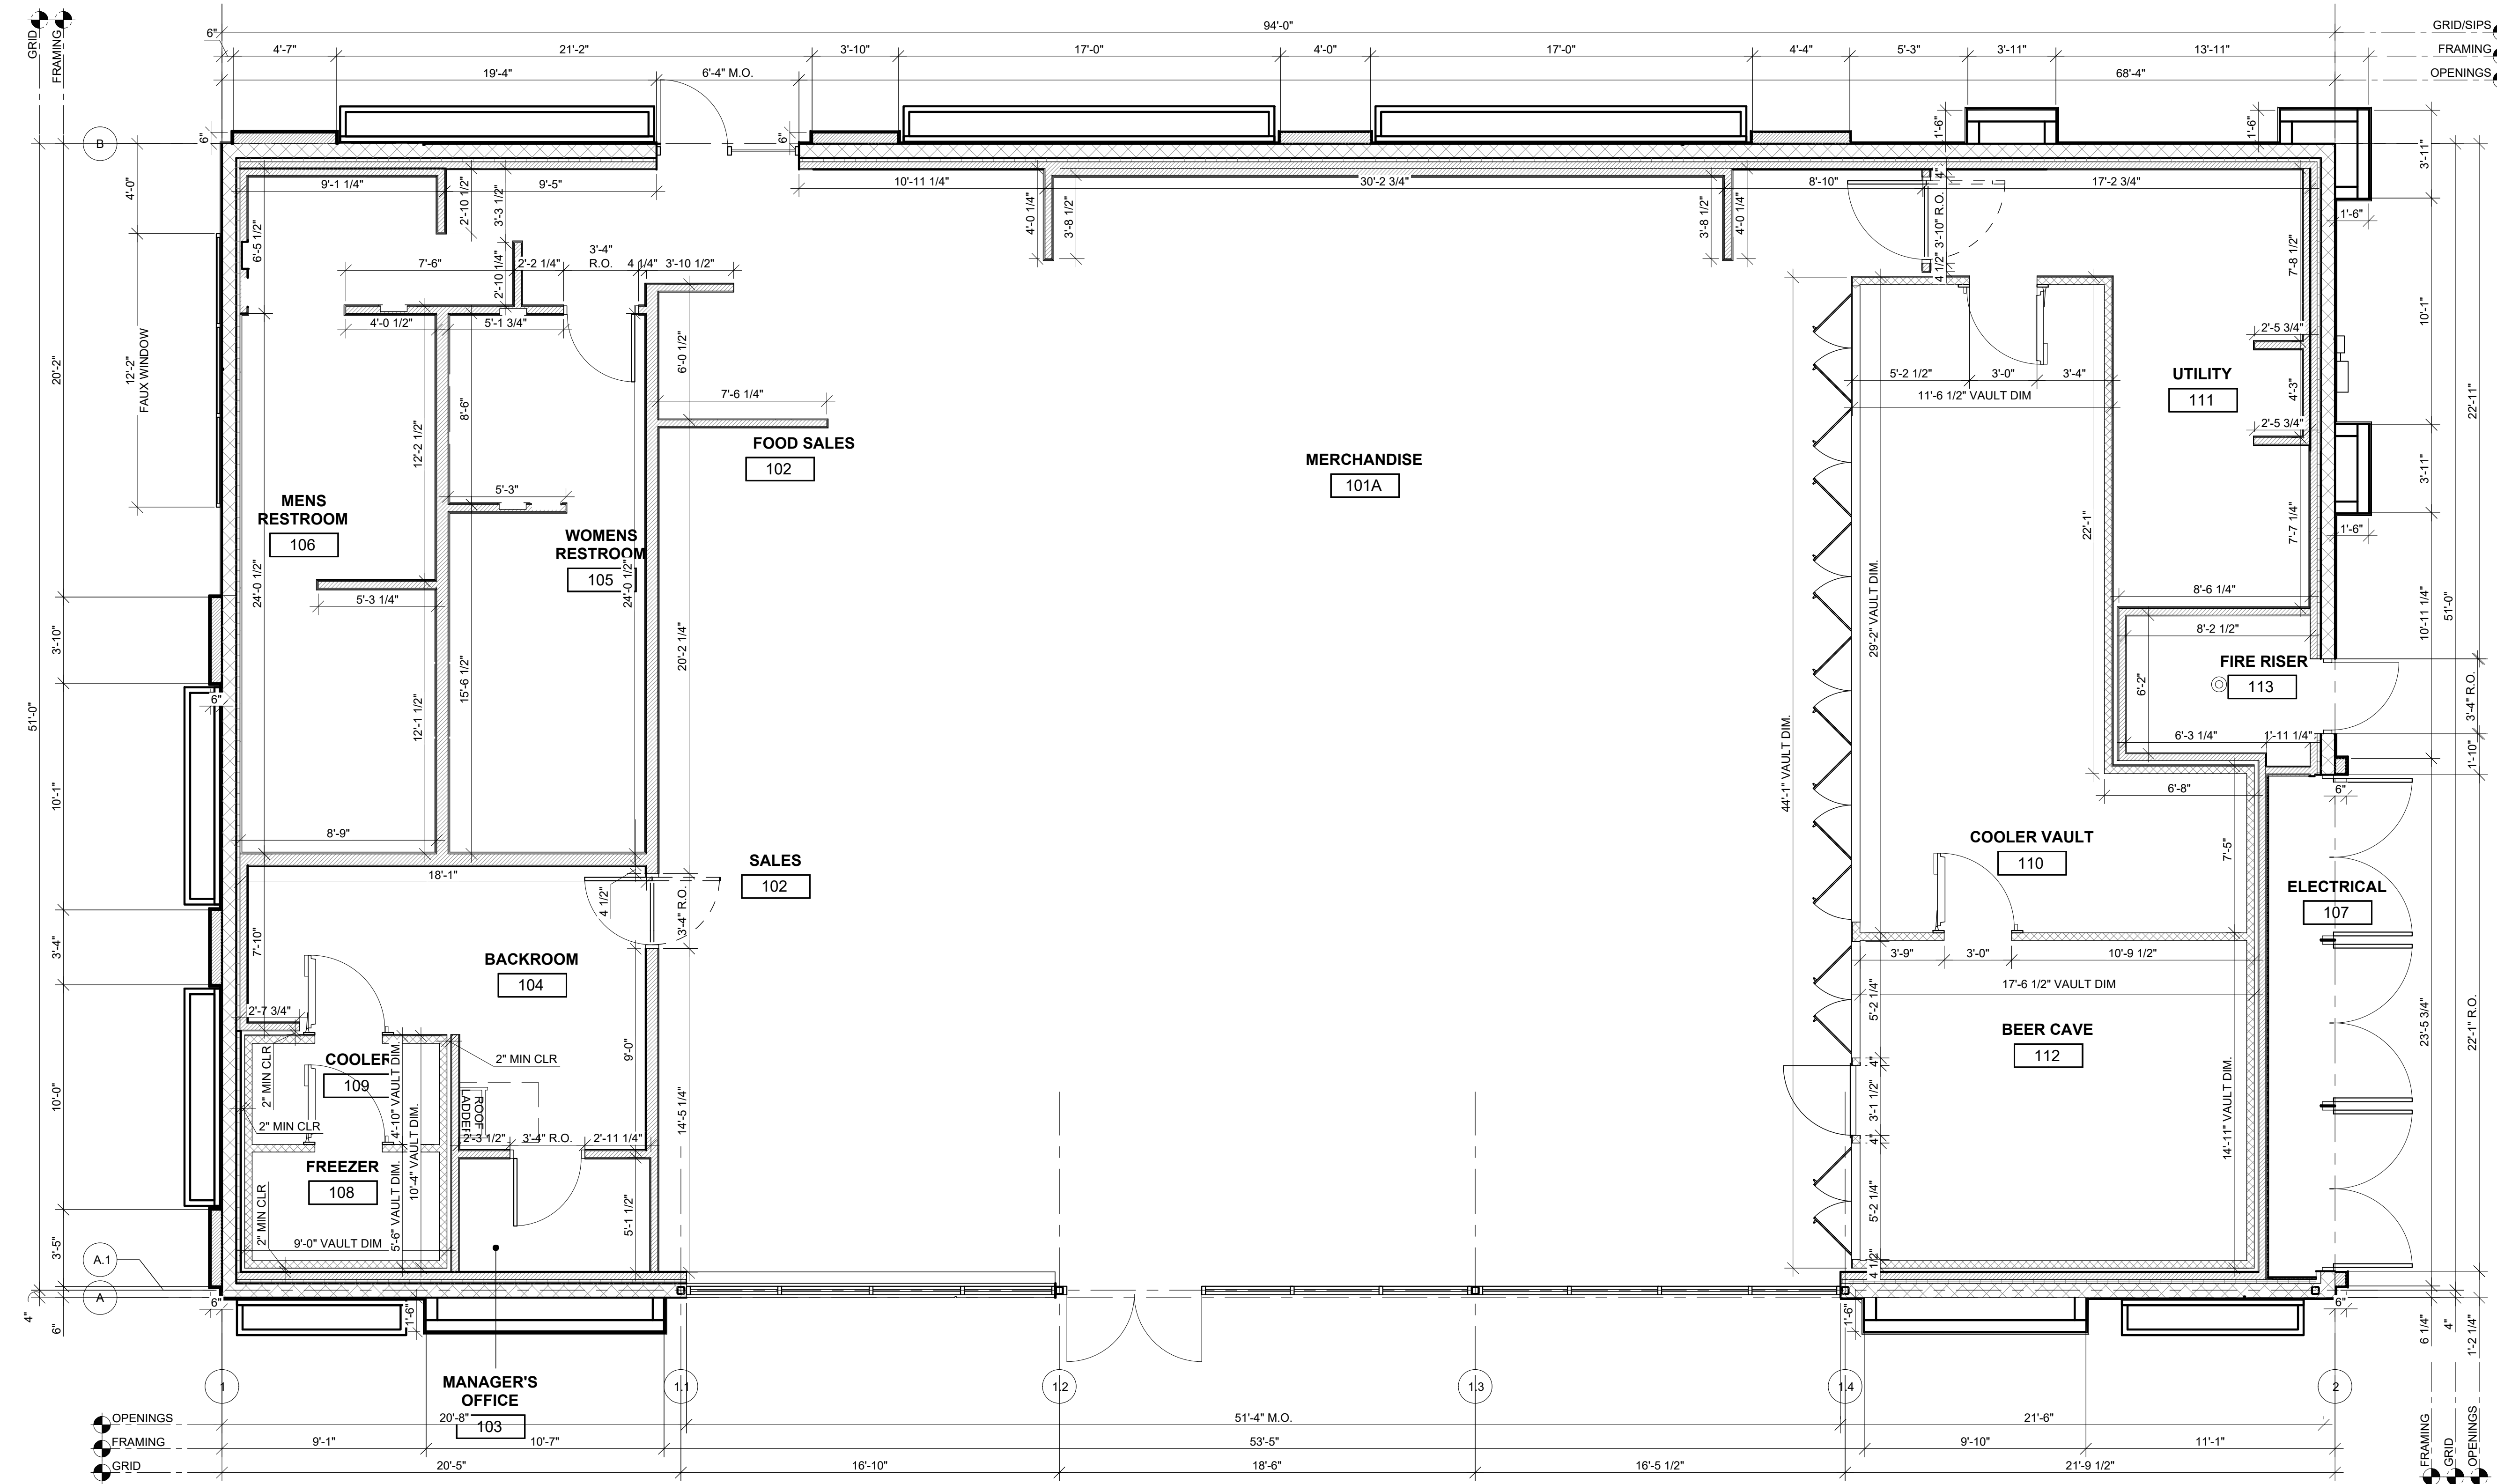 94'-0"
GRID/SIPS
6"
4'-7"
21'-2"
3'-10"
17'-0"
4'-0"
17'-0"
4'-4"
5'-3"
3'-11"
13'-11"
FRAMING
19'-4"
6'-4" M.O.
68'-4"
OPENINGS
GRID
FRAMING
B
6"
6"
1'-6"
1'-6"
3'-11"
4'-0"
9'-1 1/4"
9'-5"
10'-11 1/4"
30'-2 3/4"
8'-10"
4"
17'-2 3/4"
2'-10 1/2"
3'-3 1/2"
4'-0 1/4"
3'-8 1/2"
3'-8 1/2"
4'-0 1/4"
3'-10" R.O.
4 1/2"
1'-6"
6'-5 1/2"
7'-6"
2'-10 1/4"
2'-2 1/4"
3'-4"
R.O.
4 1/4"
3'-10 1/2"
7'-8 1/2"
10'-1"
4'-0 1/2"
5'-1 3/4"
6'-0 1/2"
2'-5 3/4"
20'-2"
12'-2"
FAUX WINDOW
5'-2 1/2"
3'-0"
3'-4"
UTILITY
111
4'-3"
22'-11"
11'-6 1/2" VAULT DIM
7'-6 1/4"
8'-6"
12'-2 1/2"
2'-5 3/4"
FOOD SALES
102
MERCHANDISE
101A
3'-11"
5'-3"
MENS
RESTROOM
106
WOMENS
RESTROOM
105
22'-1"
7'-7 1/4"
1'-6"
24'-0 1/2"
24'-0 1/2"
5'-3 1/4"
29'-2" VAULT DIM.
8'-6 1/4"
10'-11 1/4"
51'-0"
3'-10"
20'-2 1/4"
8'-2 1/2"
FIRE RISER
113
6'-2"
3'-4" R.O.
6"
51'-0"
12'-1 1/2"
15'-6 1/2"
44'-1" VAULT DIM.
6'-3 1/4"
1'-11 1/4"
1'-10"
10'-1"
6'-8"
6"
8'-9"
COOLER VAULT
110
7'-5"
SALES
102
18'-1"
4 1/2"
3'-4" R.O.
ELECTRICAL
107
3'-4"
7'-10"
BACKROOM
104
3'-9"
3'-0"
10'-9 1/2"
17'-6 1/2" VAULT DIM
5'-2 1/4"
2'-7 3/4"
BEER CAVE
112
23'-5 3/4"
22'-1" R.O.
COOLER
109
2" MIN CLR
2" MIN CLR
9'-0"
4"
10'-0"
2" MIN CLR
4'-10" VAULT DIM.
10'-4" VAULT DIM.
ROOF
LADDER
14'-5 1/4"
3'-1 1/2"
14'-11" VAULT DIM.
2'-3 1/2"
3'-4" R.O.
2'-11 1/4"
4"
FREEZER
108
2" MIN CLR
5'-6" VAULT DIM.
5'-1 1/2"
5'-2 1/4"
9'-0" VAULT DIM
3'-5"
4 1/2"
A.1
A
6"
1'-6"
1'-6"
6"
4"
6"
6 1/4"
4"
1'-2 1/4"
MANAGER'S
OFFICE
103
1
1.1
1.2
1.3
1.4
2
OPENINGS
20'-8"
51'-4" M.O.
21'-6"
FRAMING
9'-1"
10'-7"
53'-5"
9'-10"
11'-1"
GRID
20'-5"
16'-10"
18'-6"
16'-5 1/2"
21'-9 1/2"
FRAMING
GRID
OPENINGS